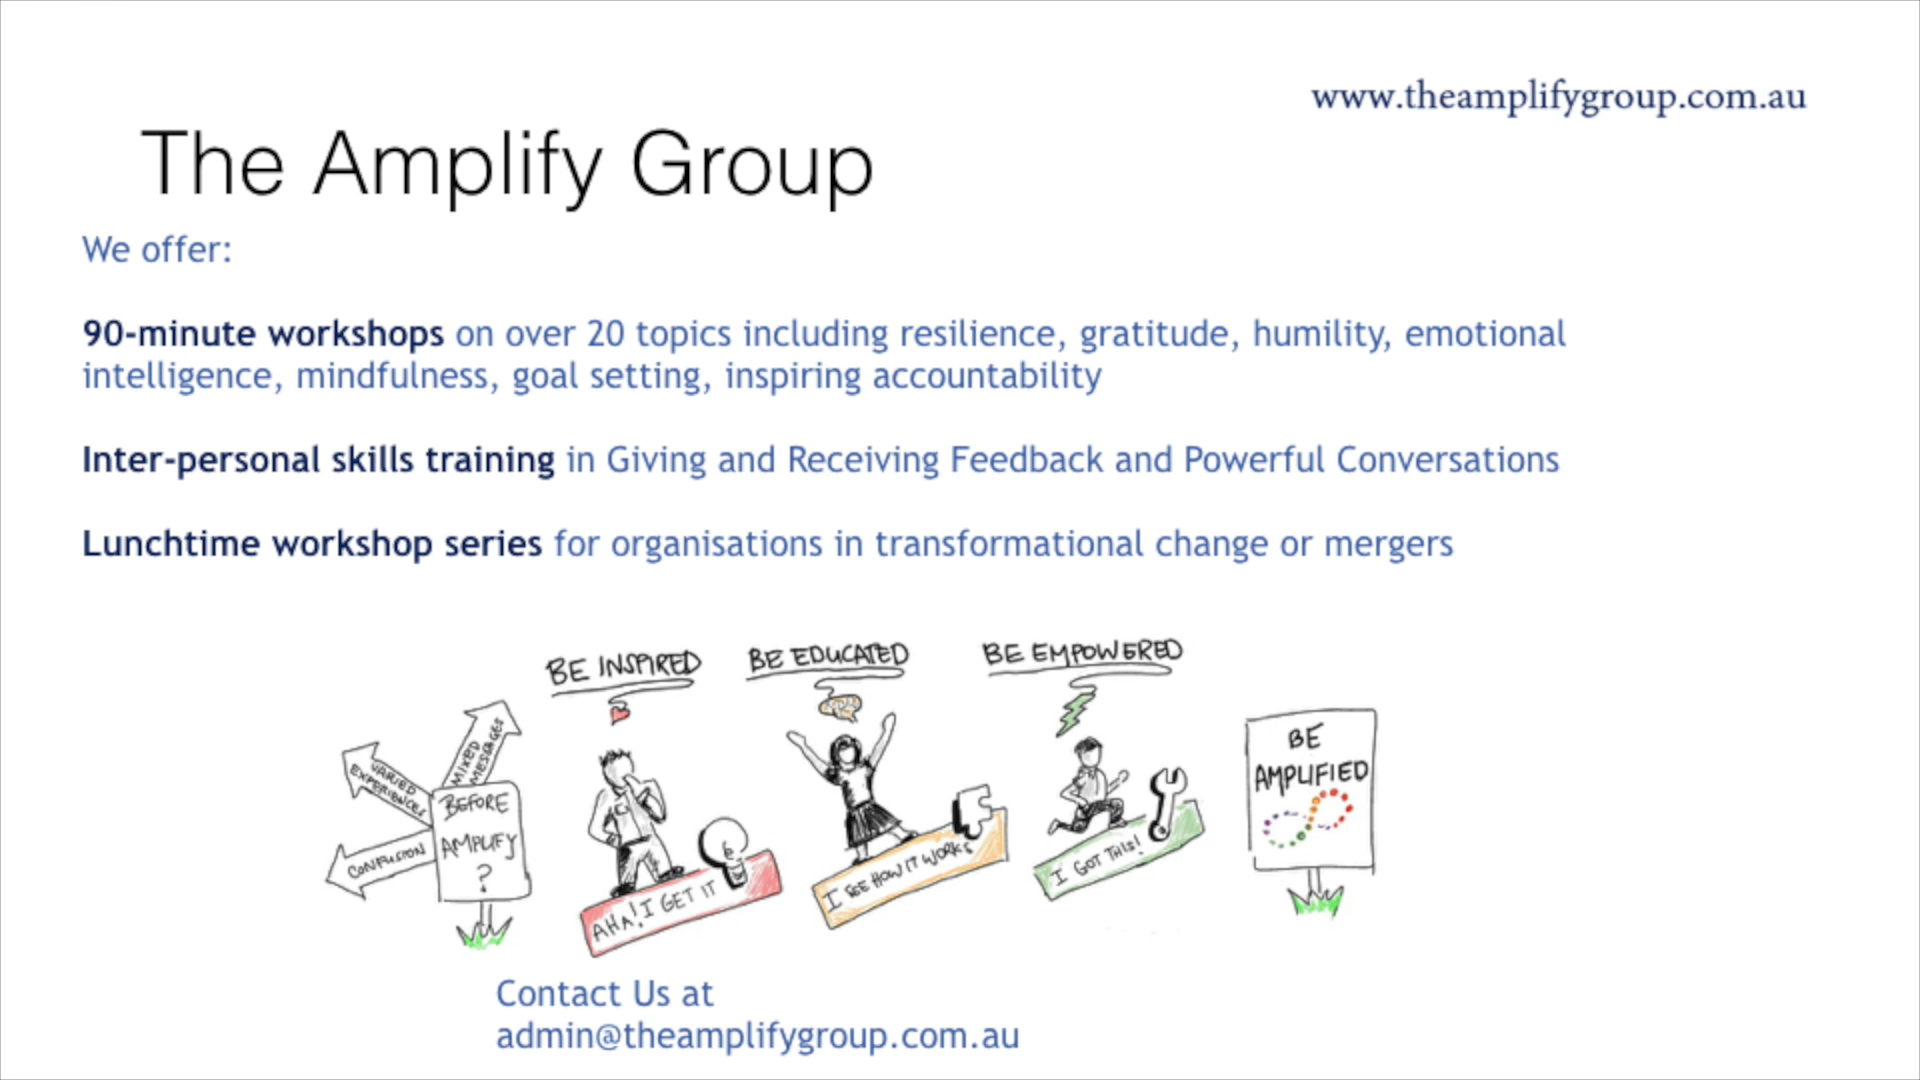 www.theamplifygroup.com.au
The Amplify Group
We offer:
90-minute workshops on over 20 topics including resilience, gratitude, humility, emotional
intelligence, mindfulness, goal setting, inspiring accountability
Inter-personal skills training in Giving and Receiving Feedback and Powerful Conversations
Lunchtime workshop series for organisations in transformational change or mergers
BE INSPIRED
BE EDUCATED
BE EMPOWERED
MIXED
MESSAGES
VARIED
EXPERIENCES
CONFUSION
BEFORE
AMPLIFY
?
AHA! I GET IT
I SEE HOW IT WORKS
I GOT THIS!
BE
AMPLIFIED
Contact Us at
admin@theamplifygroup.com.au